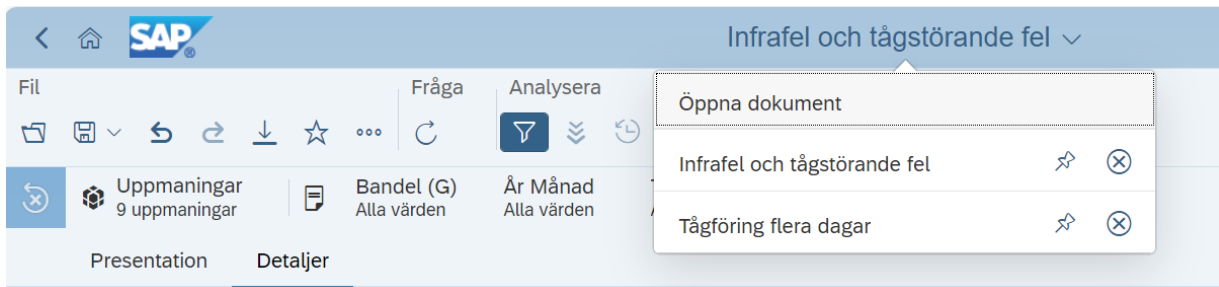 SAP
Infrafel och tågstörande fel
Fil
Fråga
Analysera
Öppna dokument
Infrafel och tågstörande fel
Tågföring flera dagar
Uppmaningar
9 uppmaningar
Bandel (G)
Alla värden
År Månad
Alla värden
Presentation
Detaljer